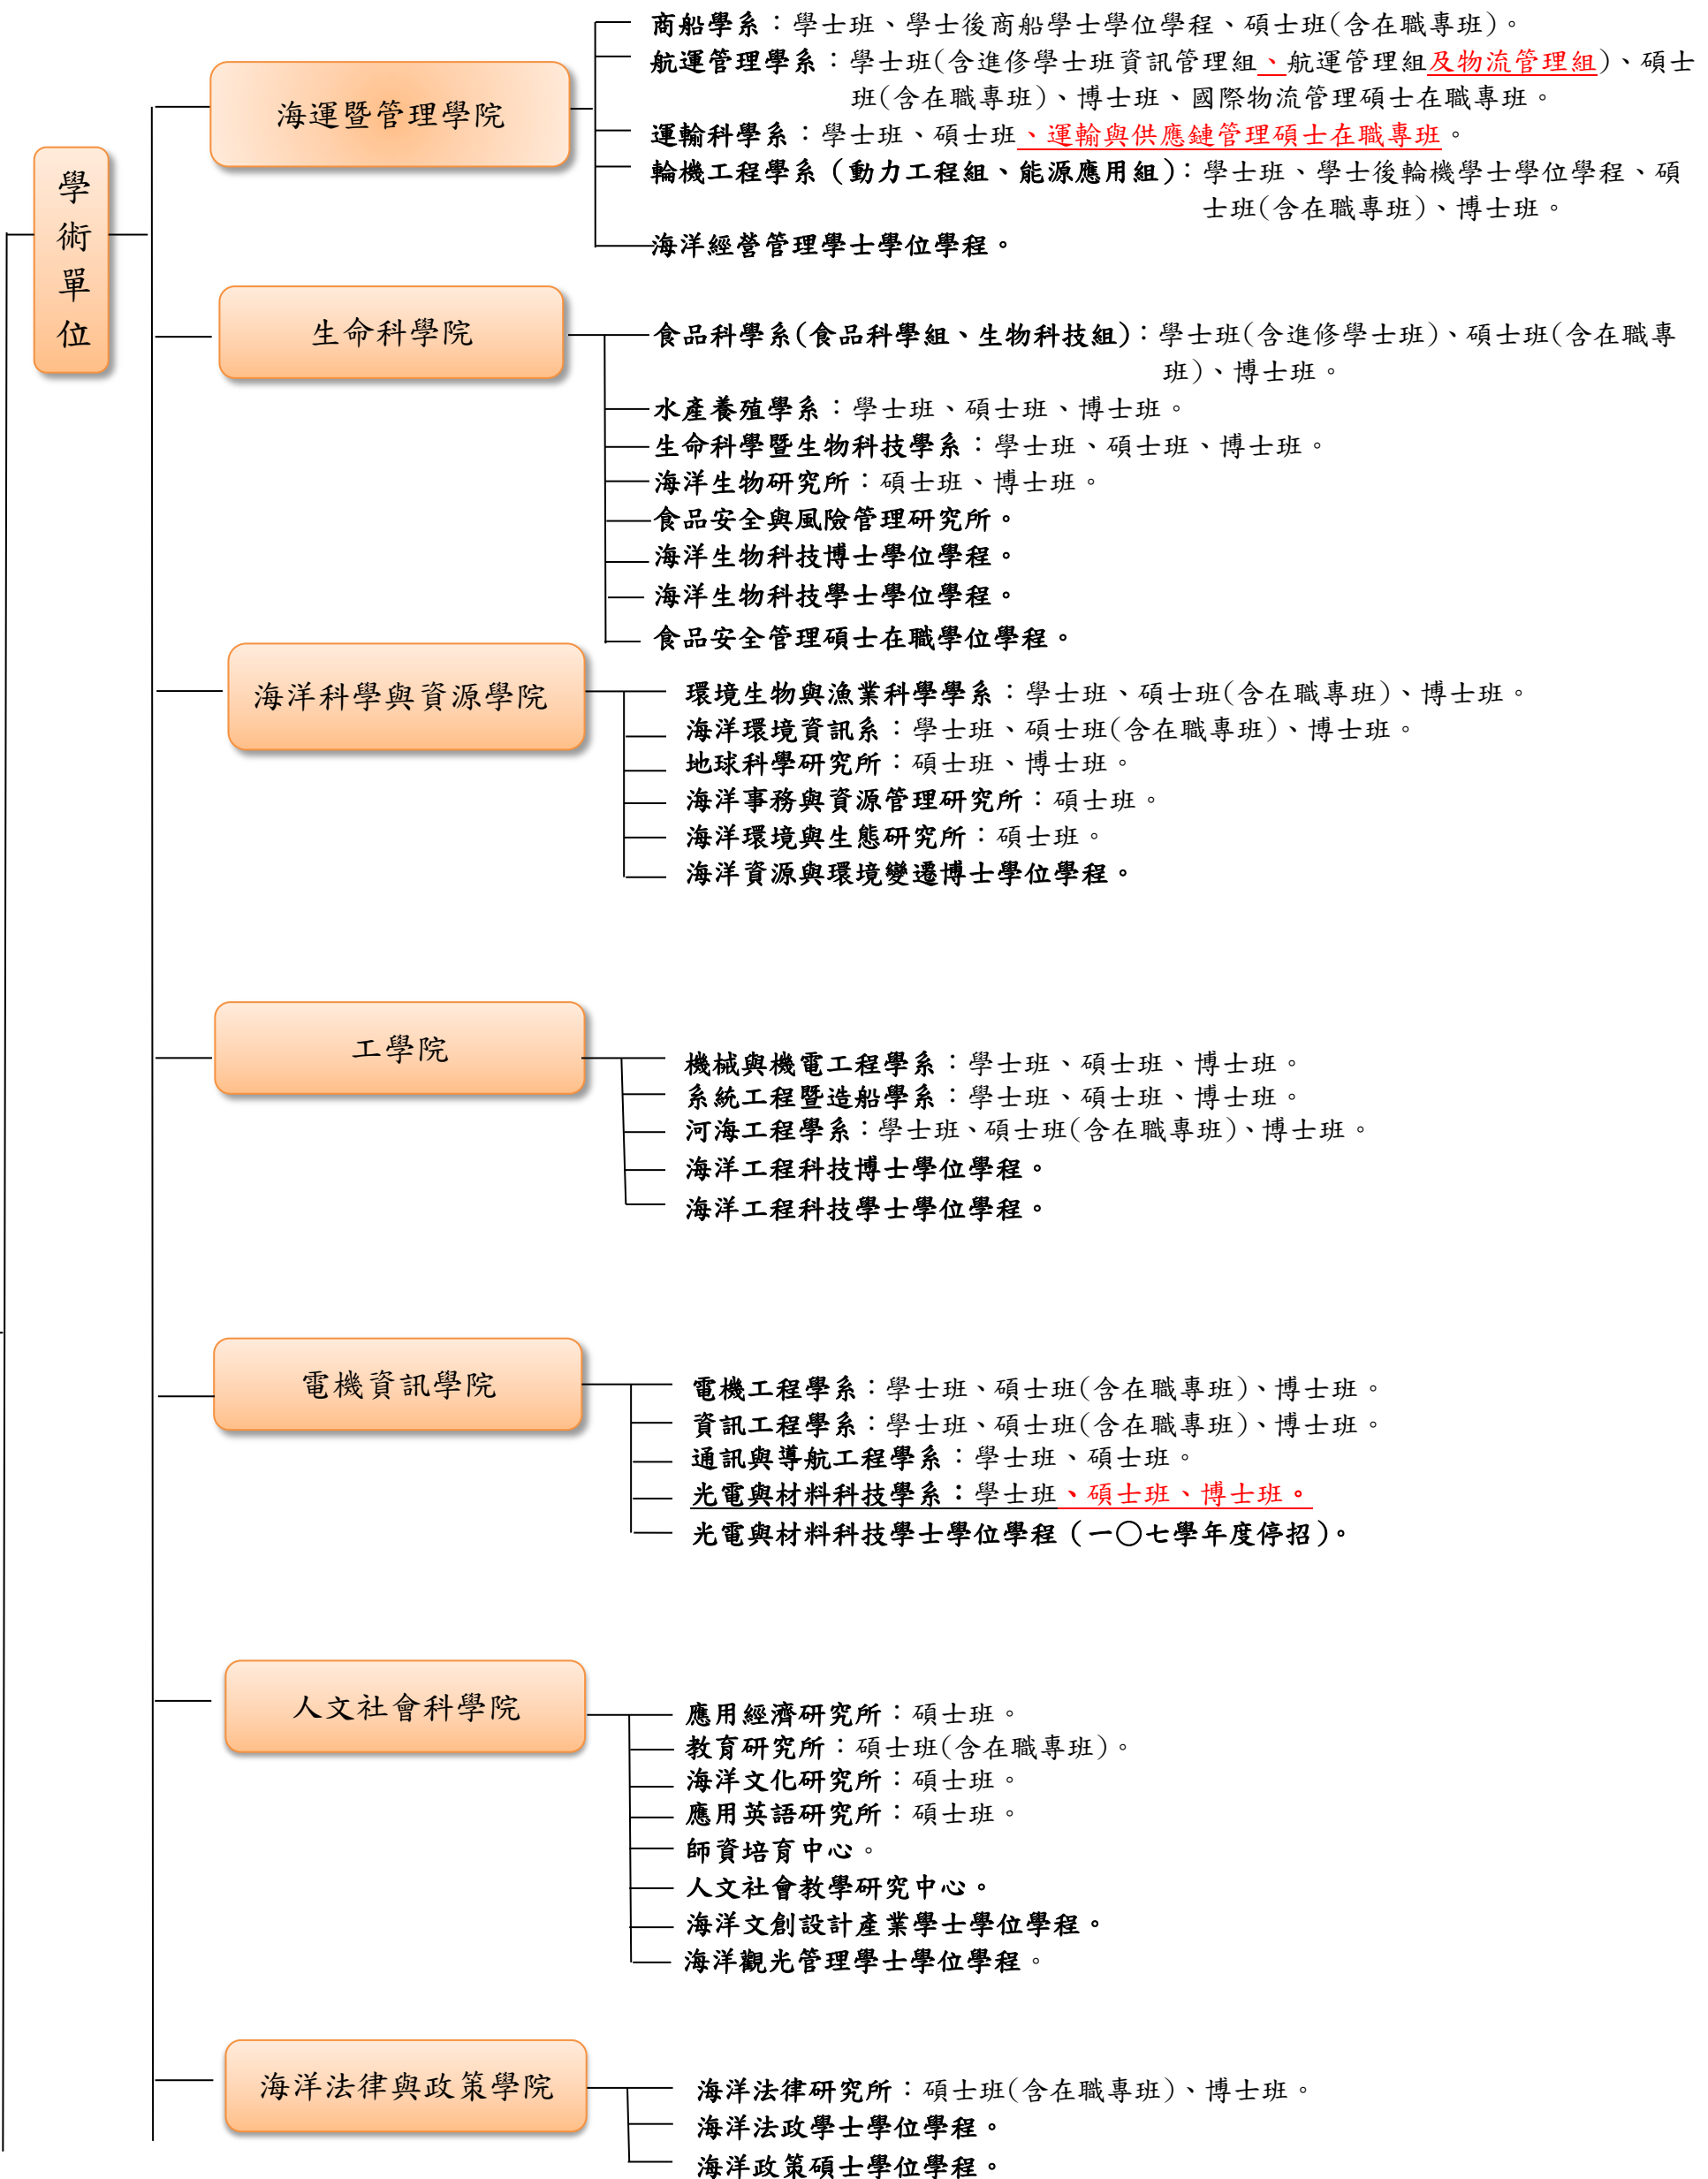 學術單位
海運暨管理學院
商船學系：學士班、學士後商船學士學位學程、碩士班(含在職專班)。
航運管理學系：學士班(含進修學士班資訊管理組、航運管理組及物流管理組)、碩士
班(含在職專班)、博士班、國際物流管理碩士在職專班。
運輸科學系：學士班、碩士班、運輸與供應鏈管理碩士在職專班。
輪機工程學系（動力工程組、能源應用組)：學士班、學士後輪機學士學位學程、碩
士班(含在職專班)、博士班。
海洋經營管理學士學位學程。
生命科學院
食品科學系(食品科學組、生物科技組)：學士班(含進修學士班)、碩士班(含在職專
班)、博士班。
水產養殖學系：學士班、碩士班、博士班。
生命科學暨生物科技學系：學士班、碩士班、博士班。
海洋生物研究所：碩士班、博士班。
食品安全與風險管理研究所。
海洋生物科技博士學位學程。
海洋生物科技學士學位學程。
食品安全管理碩士在職學位學程。
海洋科學與資源學院
環境生物與漁業科學學系：學士班、碩士班(含在職專班)、博士班。
海洋環境資訊系：學士班、碩士班(含在職專班)、博士班。
地球科學研究所：碩士班、博士班。
海洋事務與資源管理研究所：碩士班。
海洋環境與生態研究所：碩士班。
海洋資源與環境變遷博士學位學程。
工學院
機械與機電工程學系：學士班、碩士班、博士班。
系統工程暨造船學系：學士班、碩士班、博士班。
河海工程學系：學士班、碩士班(含在職專班)、博士班。
海洋工程科技博士學位學程。
海洋工程科技學士學位學程。
電機資訊學院
電機工程學系：學士班、碩士班(含在職專班)、博士班。
資訊工程學系：學士班、碩士班(含在職專班)、博士班。
通訊與導航工程學系：學士班、碩士班。
光電與材料科技學系：學士班、碩士班、博士班。
光電與材料科技學士學位學程（一○七學年度停招)。
人文社會科學院
應用經濟研究所：碩士班。
教育研究所：碩士班(含在職專班)。
海洋文化研究所：碩士班。
應用英語研究所：碩士班。
師資培育中心。
人文社會教學研究中心。
海洋文創設計產業學士學位學程。
海洋觀光管理學士學位學程。
海洋法律與政策學院
海洋法律研究所：碩士班(含在職專班)、博士班。
海洋法政學士學位學程。
海洋政策碩士學位學程。